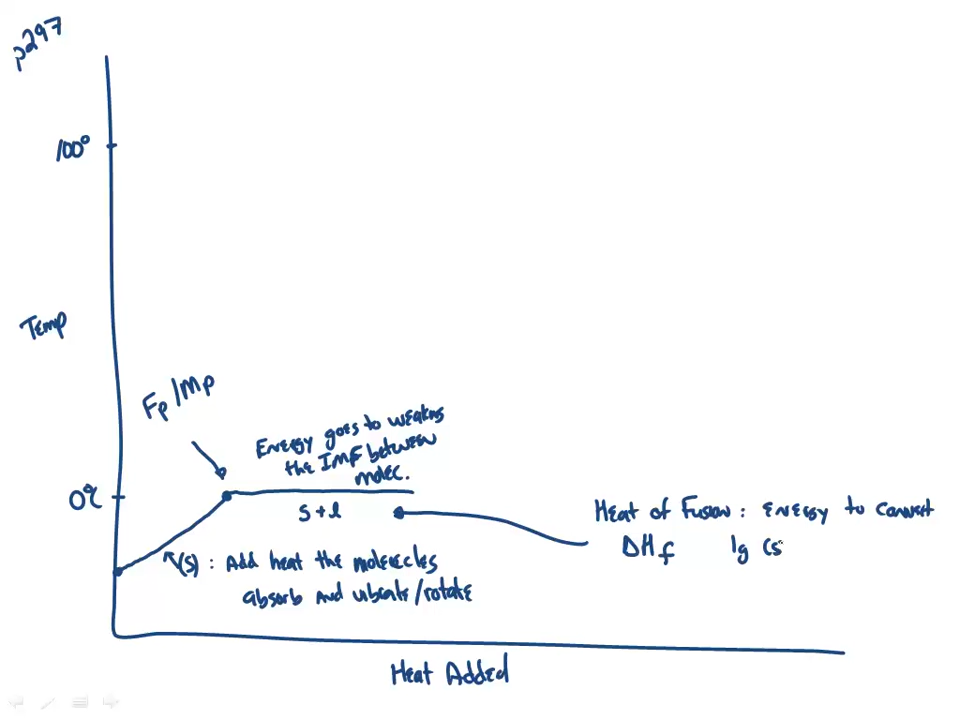 p297
100°
Temp
Fp/Mp
Energy goes to weakens
the IMF between
molec.
0°C
S+l
Heat of Fusion: Energy to convert
ΔHf 1g (s
(s): Add heat the molecules
absorb and vibrate/rotate
Heat Added